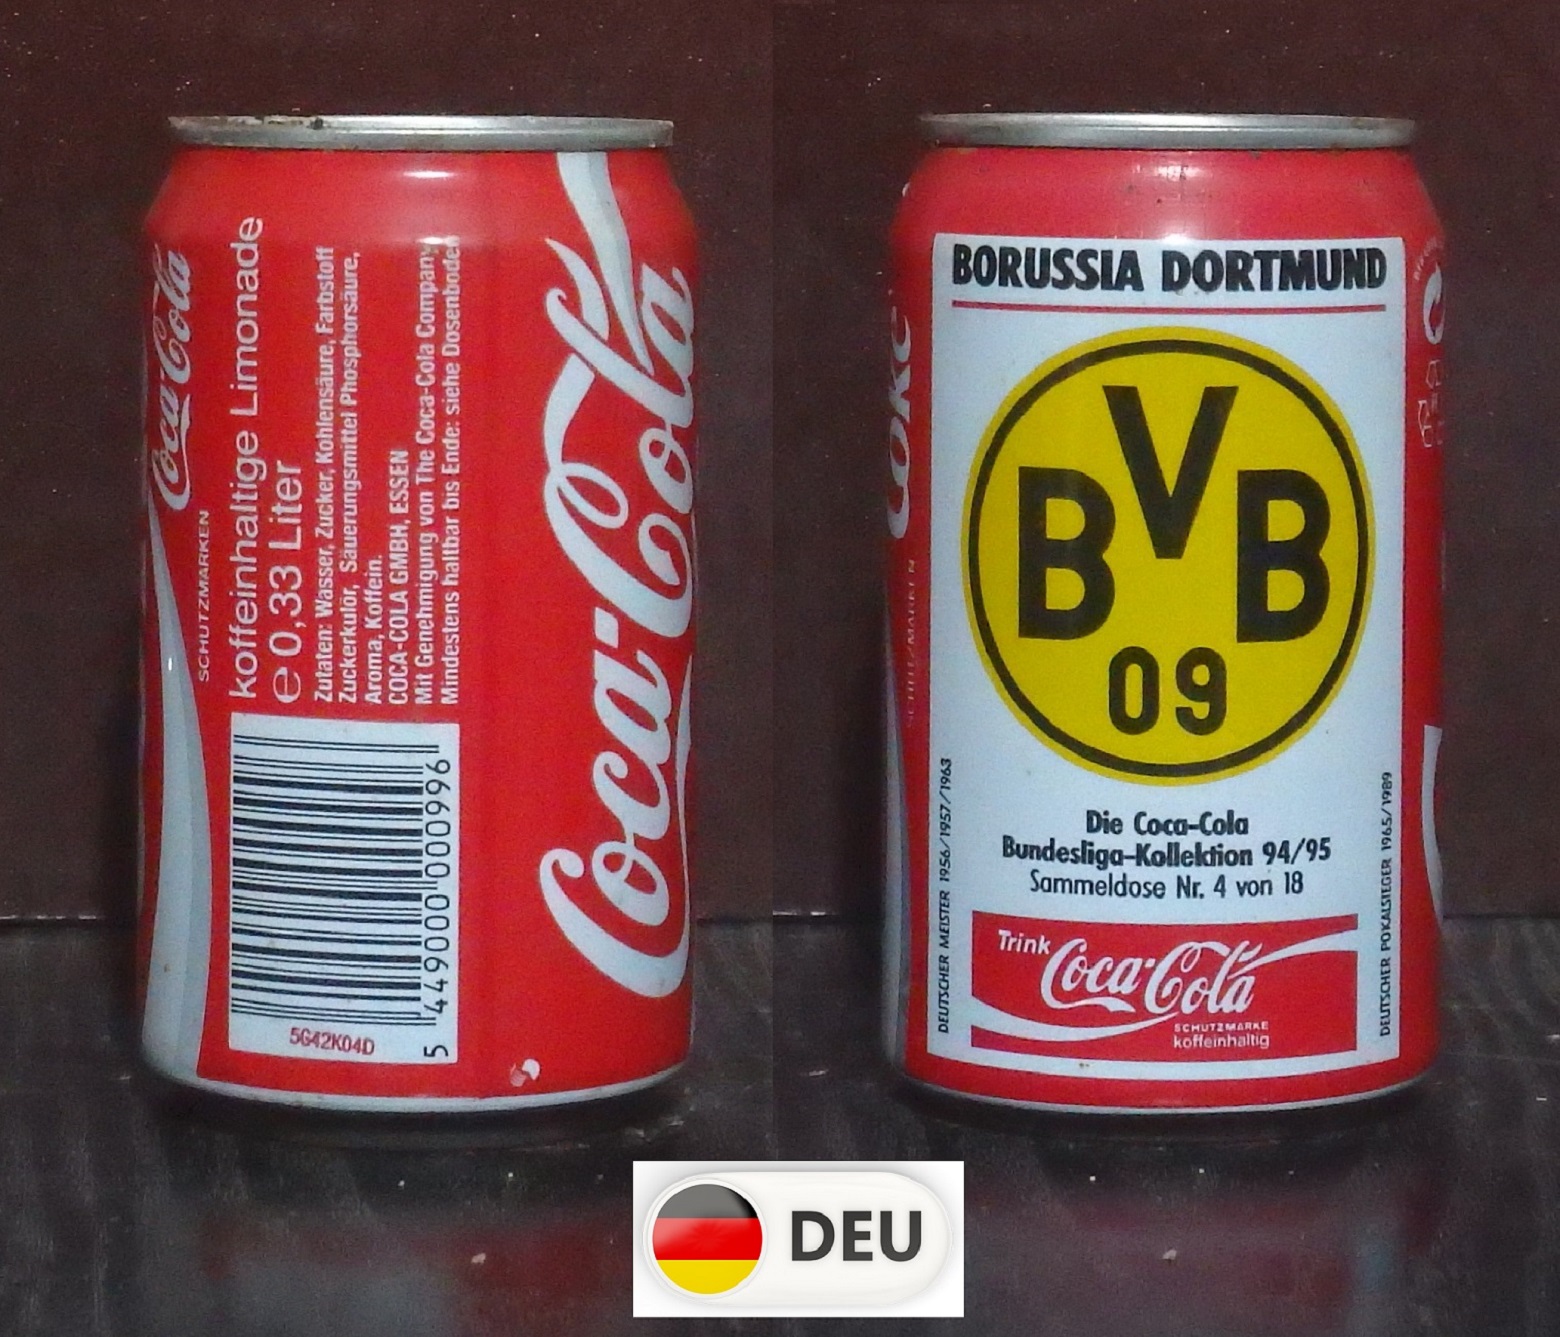 Coca-Cola
SCHUTZMARKEN
koffeinhaltige Limonade
e 0,33 Liter
Zutaten: Wasser, Zucker, Kohlensäure, Farbstoff
Zuckerkulör, Säuerungsmittel Phosphorsäure,
Aroma, Koffein.
COCA-COLA GMBH, ESSEN
Mit Genehmigung von The Coca-Cola Company
Mindestens haltbar bis Ende: siehe Dosenboden
5 449000 000996
5G42K04D
Coca-Cola
Coke
SCHUTZMARKEN
BORUSSIA DORTMUND
BVB
09
DEUTSCHER MEISTER 1956/1957/1963
Die Coca-Cola
Bundesliga-Kollektion 94/95
Sammeldose Nr. 4 von 18
DEUTSCHER POKALSIEGER 1965/1989
Trink
Coca-Cola
SCHUTZMARKE
koffeinhaltig
DEU